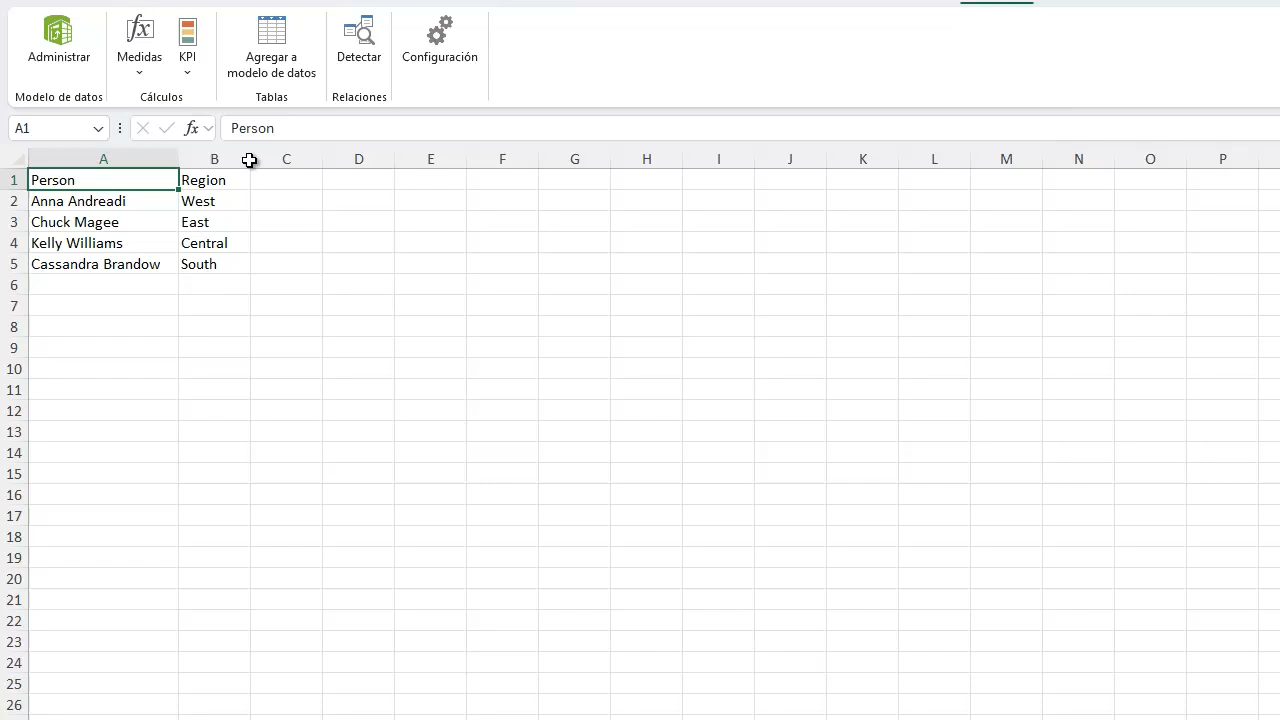 Administrar
Medidas
KPI
Agregar a
modelo de datos
Detectar
Configuración
Modelo de datos
Cálculos
Tablas
Relaciones
A1
fx
Person
A B C D E F G H I J K L M N O P
1 Person Region
2 Anna Andreadi West
3 Chuck Magee East
4 Kelly Williams Central
5 Cassandra Brandow South
6
7
8
9
10
11
12
13
14
15
16
17
18
19
20
21
22
23
24
25
26